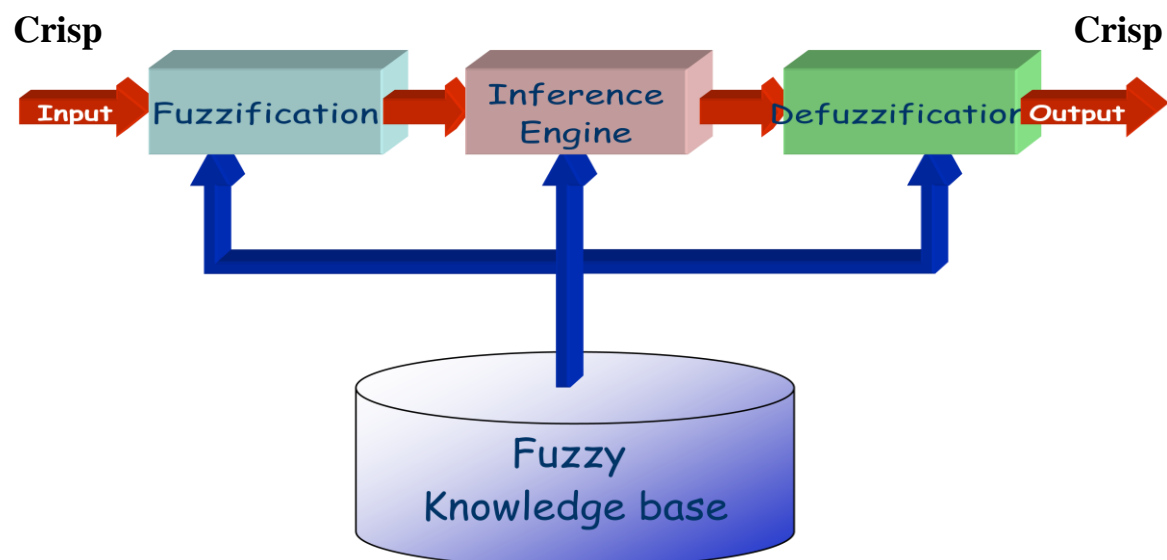 Crisp
Crisp
Input
Fuzzification
Inference
Engine
Defuzzification
Output
Fuzzy
Knowledge base